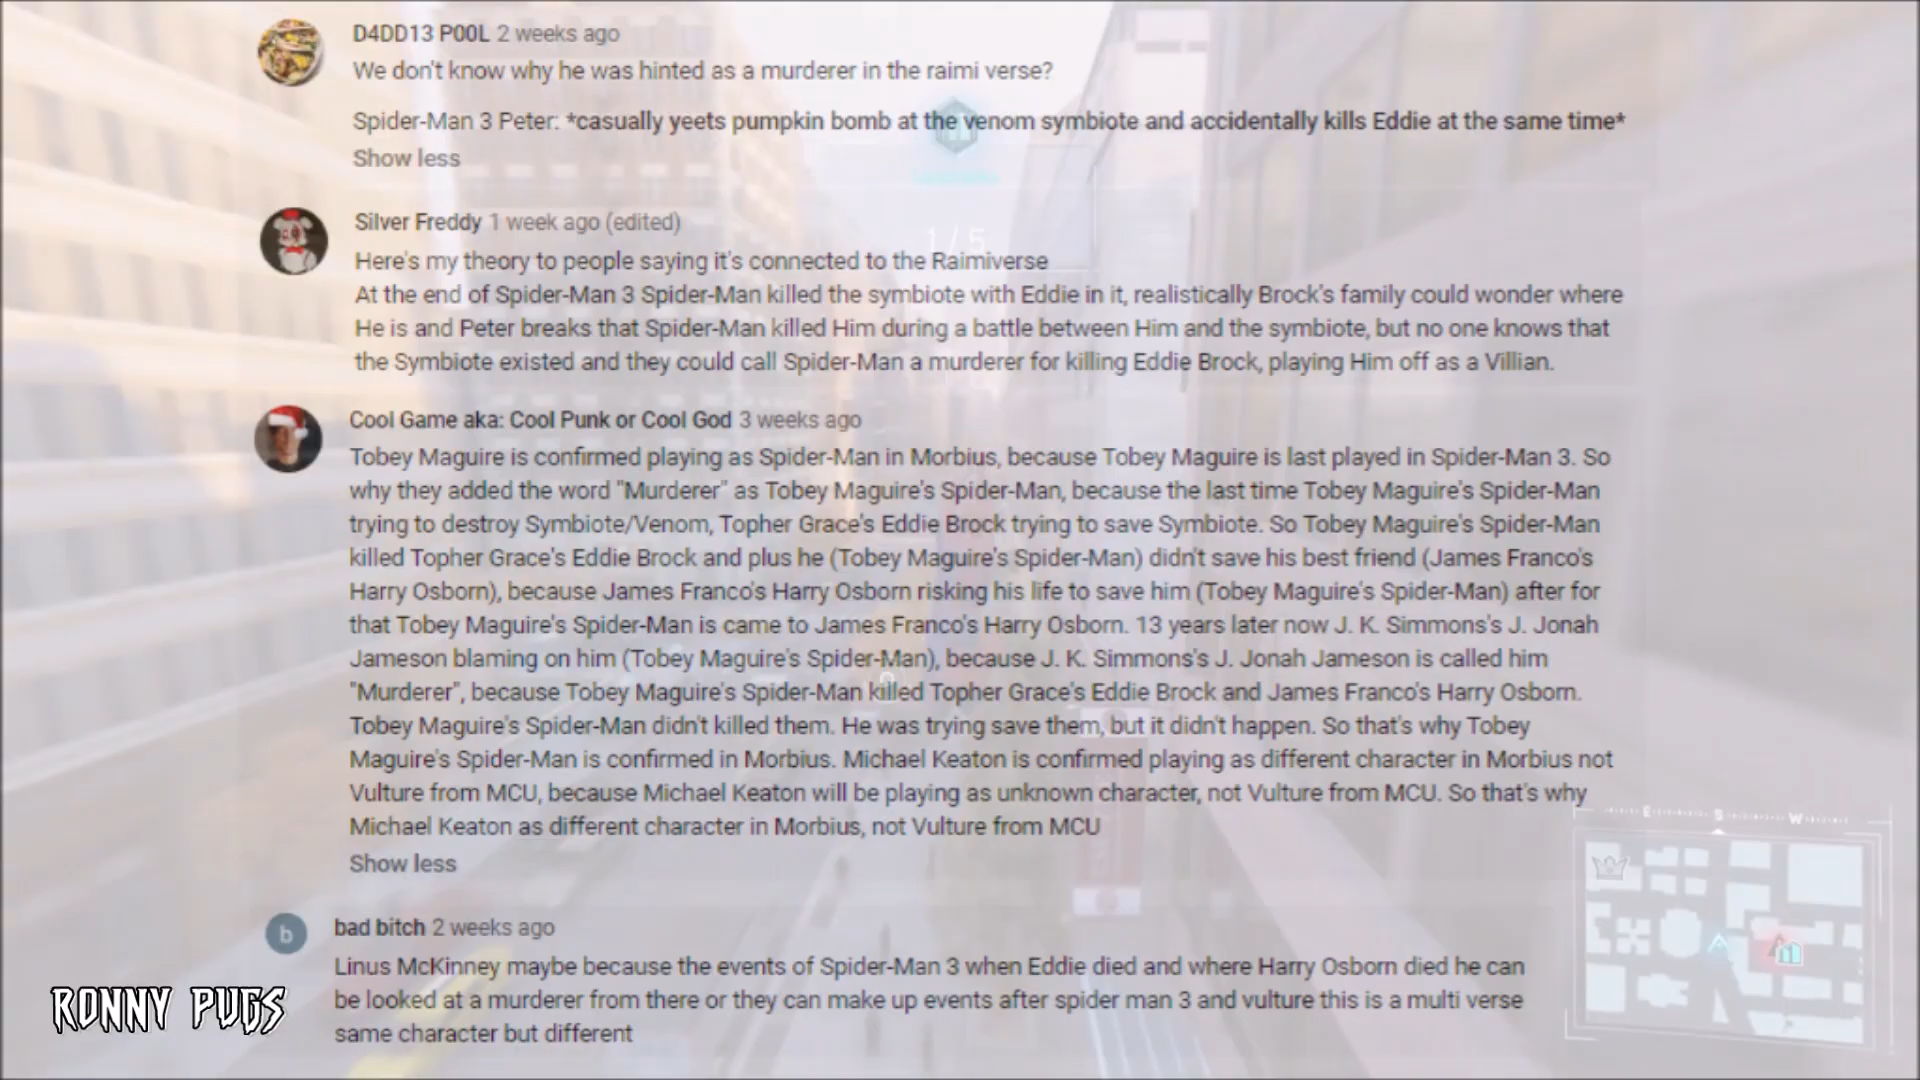 D4DD13 P00L 2 weeks ago
We don't know why he was hinted as a murderer in the raimi verse?
Spider-Man 3 Peter: *casually yeets pumpkin bomb at the venom symbiote and accidentally kills Eddie at the same time*
Show less
Silver Freddy 1 week ago (edited)
1/5
Here's my theory to people saying it's connected to the Raimiverse
At the end of Spider-Man 3 Spider-Man killed the symbiote with Eddie in it, realistically Brock's family could wonder where
He is and Peter breaks that Spider-Man killed Him during a battle between Him and the symbiote, but no one knows that
the Symbiote existed and they could call Spider-Man a murderer for killing Eddie Brock, playing Him off as a Villian.
Cool Game aka: Cool Punk or Cool God 3 weeks ago
Tobey Maguire is confirmed playing as Spider-Man in Morbius, because Tobey Maguire is last played in Spider-Man 3. So
why they added the word "Murderer" as Tobey Maguire's Spider-Man, because the last time Tobey Maguire's Spider-Man
trying to destroy Symbiote/Venom, Topher Grace's Eddie Brock trying to save Symbiote. So Tobey Maguire's Spider-Man
killed Topher Grace's Eddie Brock and plus he (Tobey Maguire's Spider-Man) didn't save his best friend (James Franco's
Harry Osborn), because James Franco's Harry Osborn risking his life to save him (Tobey Maguire's Spider-Man) after for
that Tobey Maguire's Spider-Man is came to James Franco's Harry Osborn. 13 years later now J. K. Simmons's J. Jonah
Jameson blaming on him (Tobey Maguire's Spider-Man), because J. K. Simmons's J. Jonah Jameson is called him
"Murderer", because Tobey Maguire's Spider-Man killed Topher Grace's Eddie Brock and James Franco's Harry Osborn.
Tobey Maguire's Spider-Man didn't killed them. He was trying save them, but it didn't happen. So that's why Tobey
Maguire's Spider-Man is confirmed in Morbius. Michael Keaton is confirmed playing as different character in Morbius not
Vulture from MCU, because Michael Keaton will be playing as unknown character, not Vulture from MCU. So that's why
Michael Keaton as different character in Morbius, not Vulture from MCU
Show less
E S W
b
bad bitch 2 weeks ago
Linus McKinney maybe because the events of Spider-Man 3 when Eddie died and where Harry Osborn died he can
be looked at a murderer from there or they can make up events after spider man 3 and vulture this is a multi verse
same character but different
RONNY PUGS